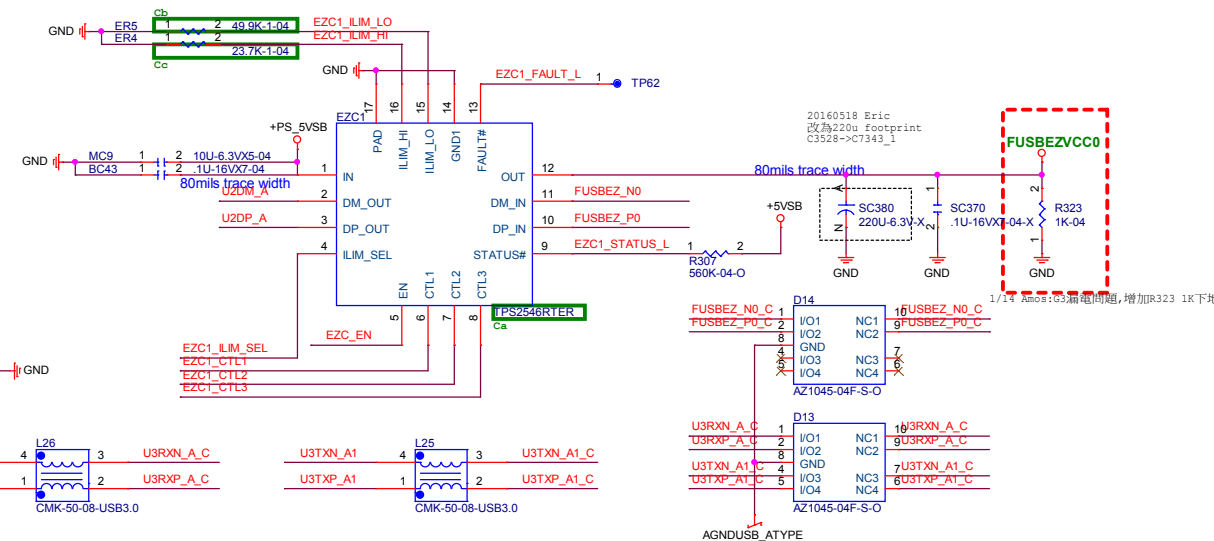 Cb
GND
ER5
1
2
49.9K-1-04
EZC1_ILIM_LO
ER4
1
2
23.7K-1-04
EZC1_ILIM_HI
Cc
GND
EZC1_FAULT_L
1
TP62
17
16
15
14
13
EZC1
PAD
ILIM_HI
ILIM_LO
GND1
FAULT#
+PS_5VSB
GND
MC9
1
2
10U-6.3VX5-04
BC43
1
2
.1U-16VX7-04
80mils trace width
1
IN
U2DM_A
2
DM_OUT
U2DP_A
3
DP_OUT
4
ILIM_SEL
OUT
12
80mils trace width
DM_IN
11
FUSBEZ_N0
DP_IN
10
FUSBEZ_P0
STATUS#
9
EZC1_STATUS_L
1
2
R307
560K-04-O
+5VSB
EN
CTL1
CTL2
CTL3
5
6
7
8
TPS2546RTER
Ca
EZC_EN
EZC1_ILIM_SEL
EZC1_CTL1
EZC1_CTL2
EZC1_CTL3
20160518 Eric
改為220u footprint
C3528->C7343_1
A
N
SC380
220U-6.3V-X
GND
1
2
SC370
.1U-16VX7-04-X
GND
FUSBEZVCC0
2
1
R323
1K-04
GND
1/14 Amos:G3漏電問題,增加R323 1K下地
D14
FUSBEZ_N0_C
1
I/O1
NC1
10
FUSBEZ_N0_C
FUSBEZ_P0_C
2
I/O2
NC2
9
FUSBEZ_P0_C
8
GND
4
I/O3
NC3
7
5
I/O4
NC4
6
AZ1045-04F-S-O
GND
D13
U3RXN_A_C
1
I/O1
NC1
10
U3RXN_A_C
U3RXP_A_C
2
I/O2
NC2
9
U3RXP_A_C
8
GND
U3TXN_A1_C
4
I/O3
NC3
7
U3TXN_A1_C
U3TXP_A1_C
5
I/O4
NC4
6
U3TXP_A1_C
AZ1045-04F-S-O
AGNDUSB_ATYPE
L26
4
3
U3RXN_A_C
1
2
U3RXP_A_C
CMK-50-08-USB3.0
L25
U3TXN_A1
4
3
U3TXN_A1_C
U3TXP_A1
1
2
U3TXP_A1_C
CMK-50-08-USB3.0